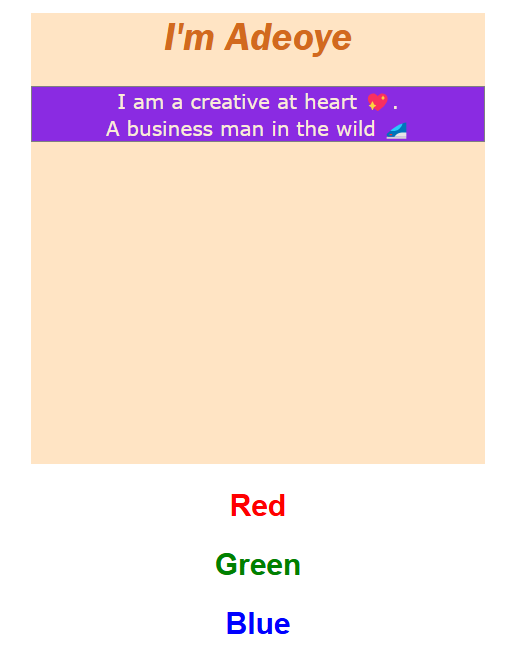 I'm Adeoye
I am a creative at heart 💖.
A business man in the wild 🌊
Red
Green
Blue